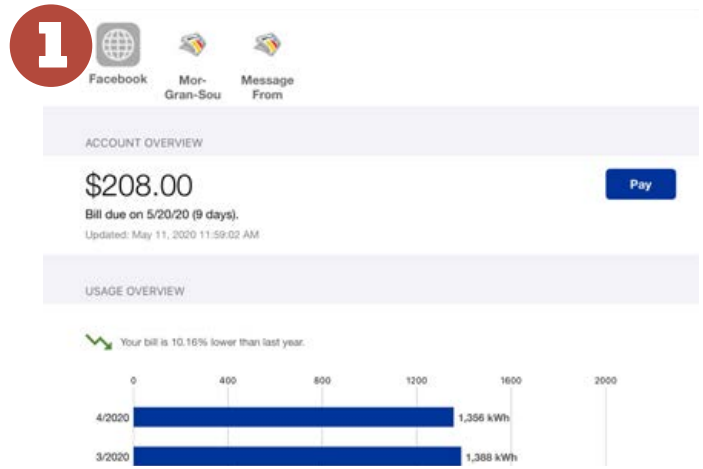 1
Facebook Mor- Message
Gran-Sou From
ACCOUNT OVERVIEW
$208.00
Pay
Bill due on 5/20/20 (9 days).
Updated: May 11, 2020 11:59:02 AM
USAGE OVERVIEW
Your bill is 10.16% lower than last year.
0 400 800 1200 1600 2000
4/2020 1,356 kWh
3/2020 1,388 kWh